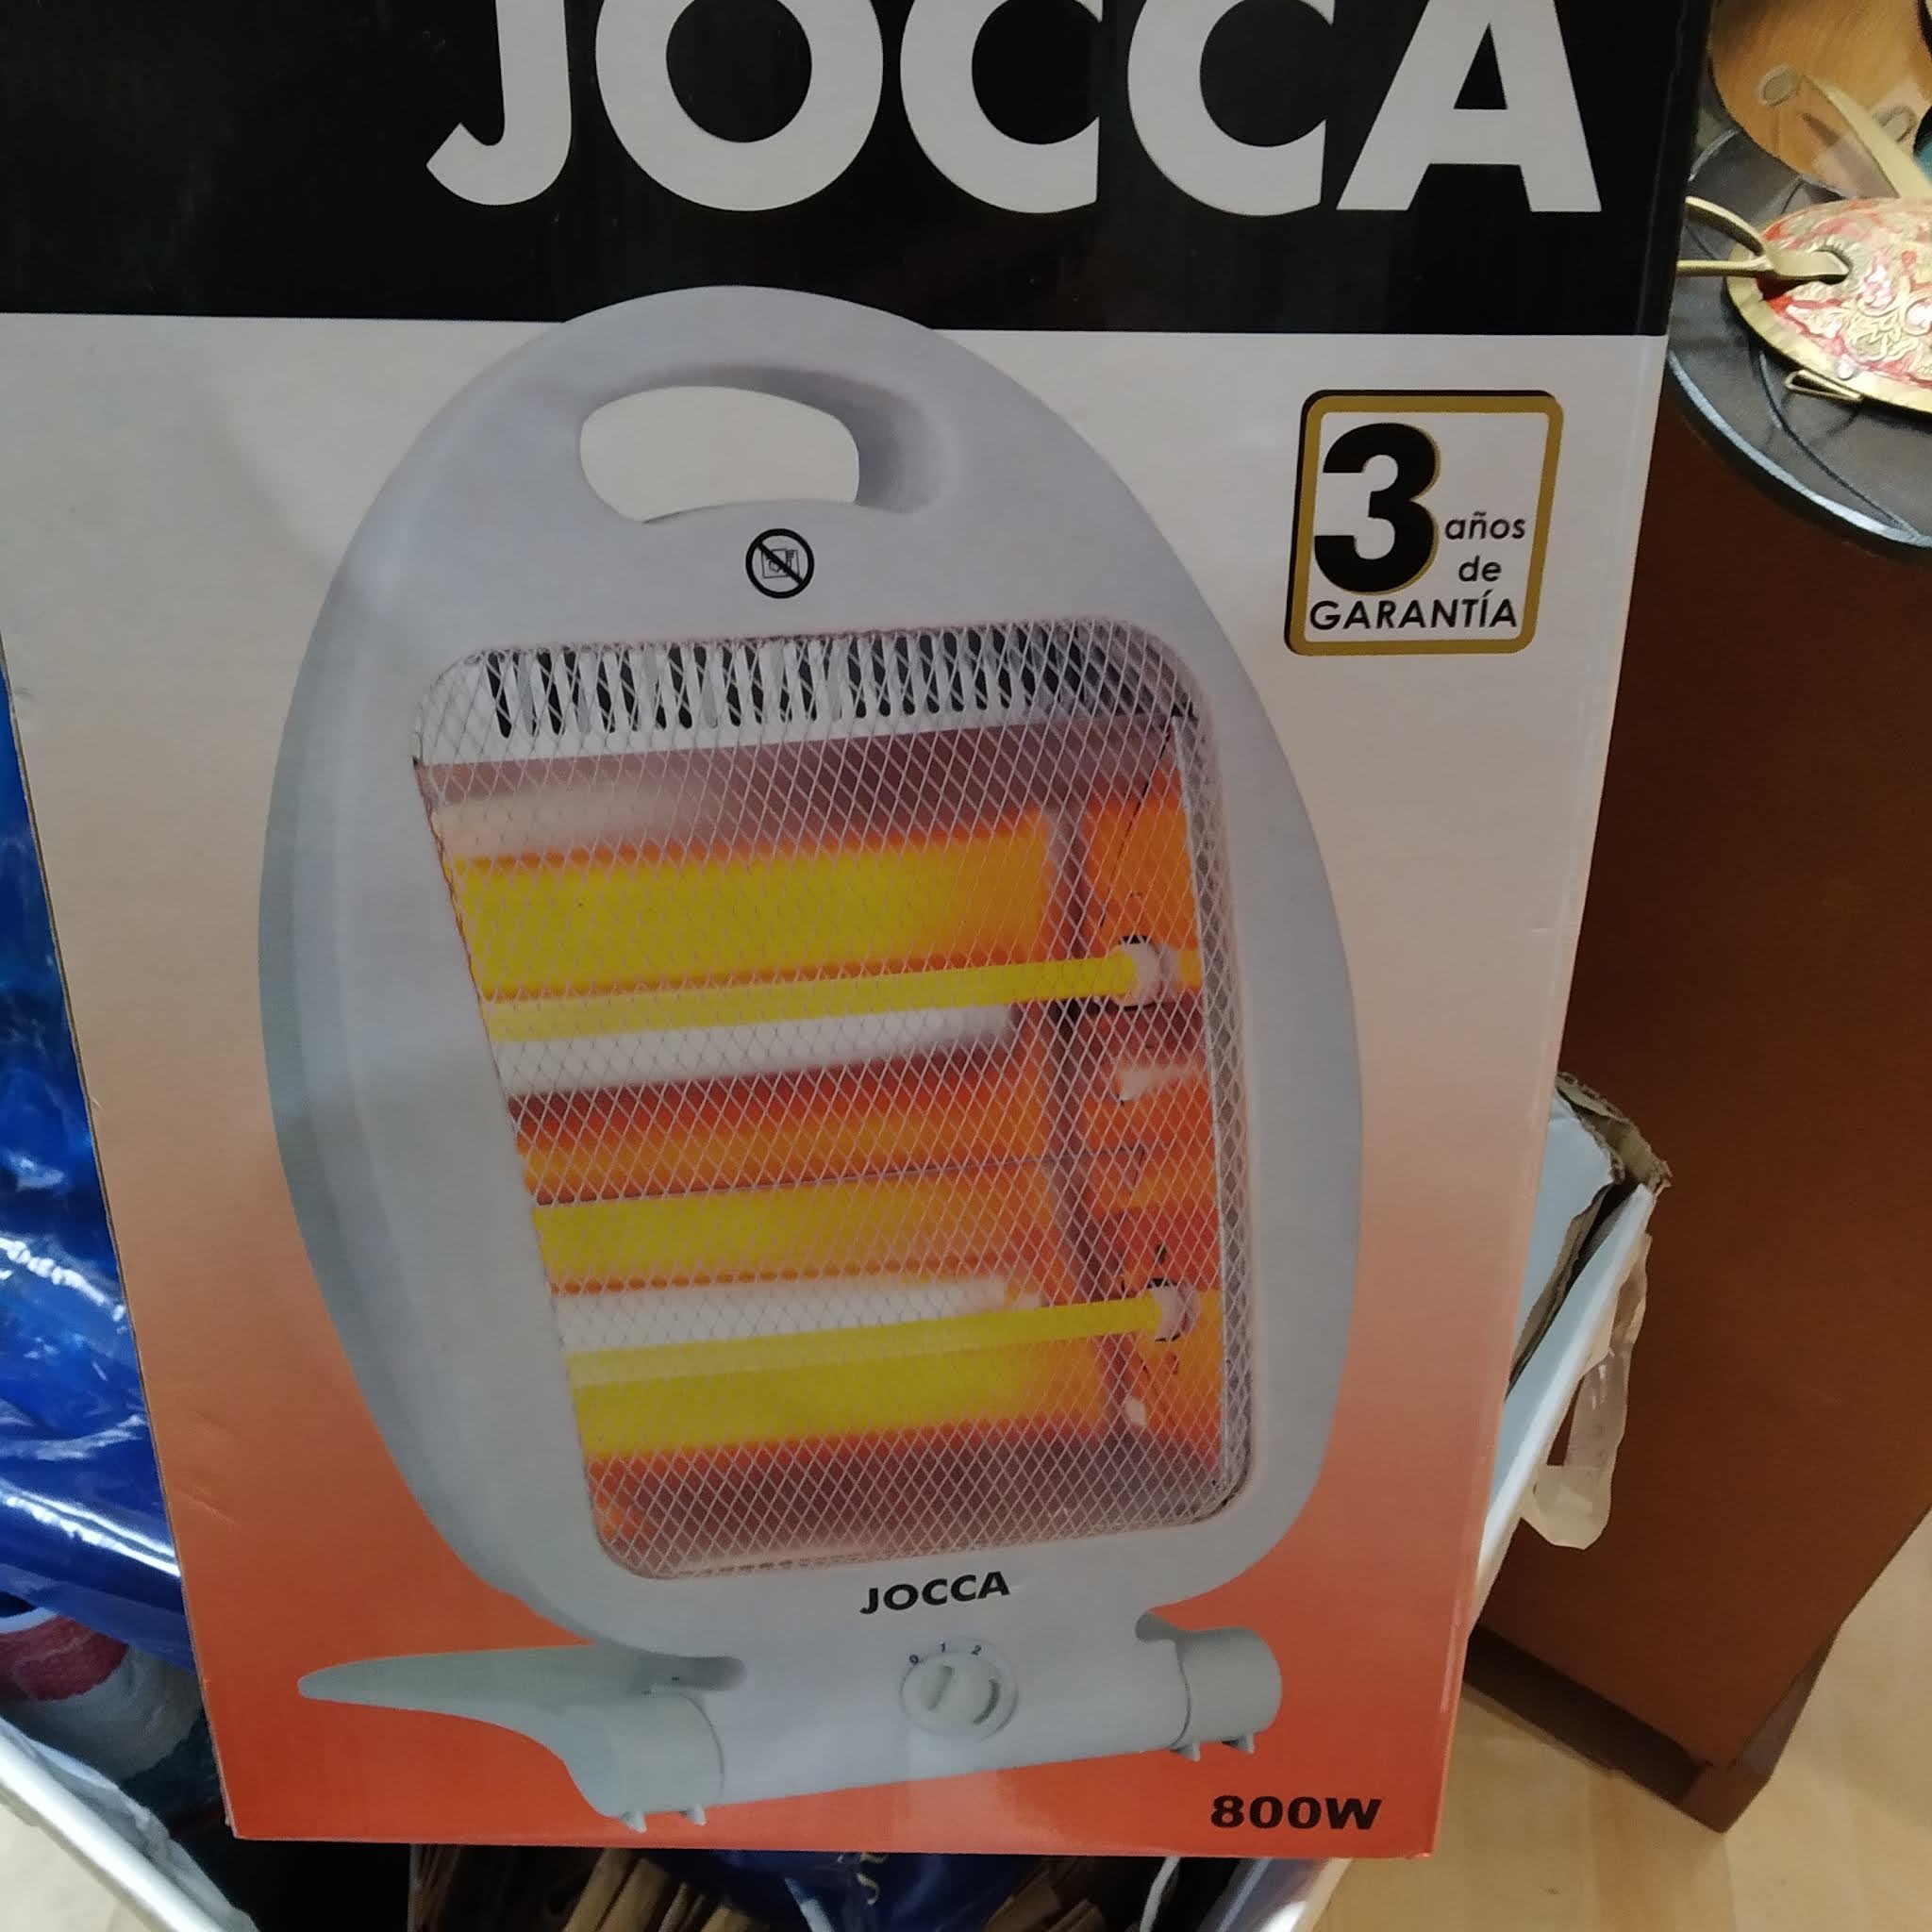 JOCCA
3 años
de
GARANTÍA
JOCCA
0 1 2
800W